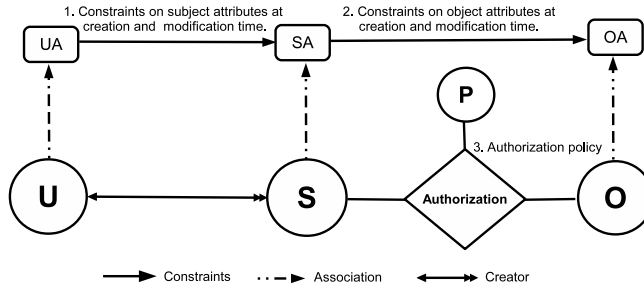 1. Constraints on subject attributes at
creation and modification time.
2. Constraints on object attributes at
creation and modification time.
UA
SA
OA
P
3. Authorization policy
U
S
Authorization
O
Constraints
Association
Creator